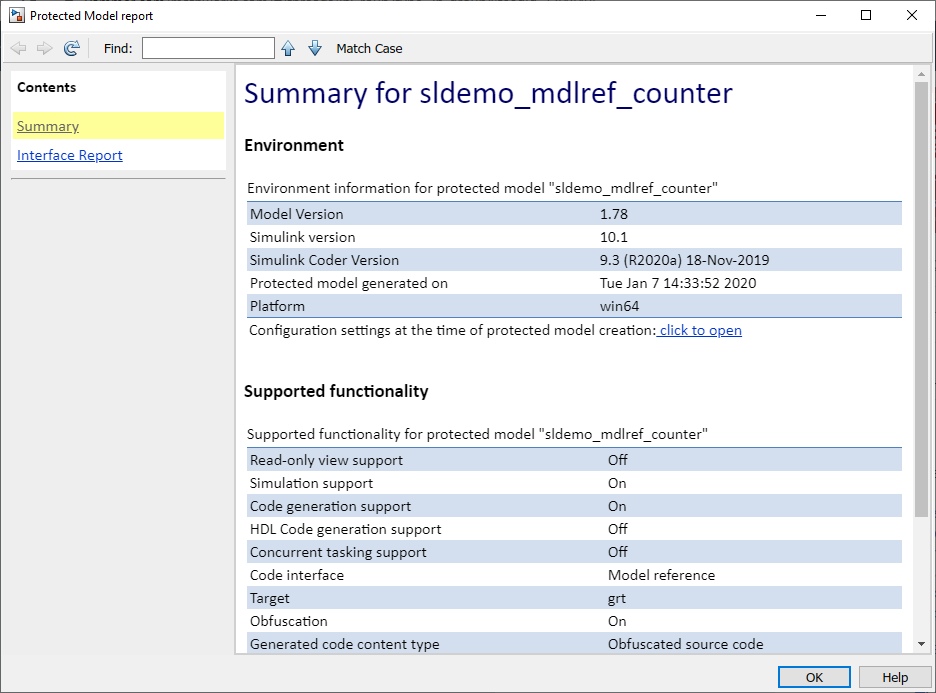 Protected Model report
Find:
Match Case
Contents
Summary
Interface Report
Summary for sldemo_mdlref_counter
Environment
Environment information for protected model "sldemo_mdlref_counter"
Model Version 1.78
Simulink version 10.1
Simulink Coder Version 9.3 (R2020a) 18-Nov-2019
Protected model generated on Tue Jan 7 14:33:52 2020
Platform win64
Configuration settings at the time of protected model creation: click to open
Supported functionality
Supported functionality for protected model "sldemo_mdlref_counter"
Read-only view support Off
Simulation support On
Code generation support On
HDL Code generation support Off
Concurrent tasking support Off
Code interface Model reference
Target grt
Obfuscation On
Generated code content type Obfuscated source code
OK Help